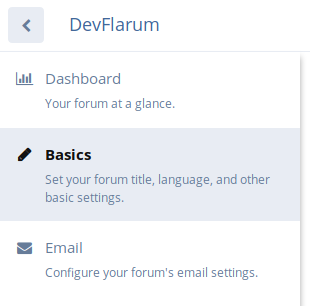 DevFlarum
Dashboard
Your forum at a glance.
Basics
Set your forum title, language, and other
basic settings.
Email
Configure your forum's email settings.